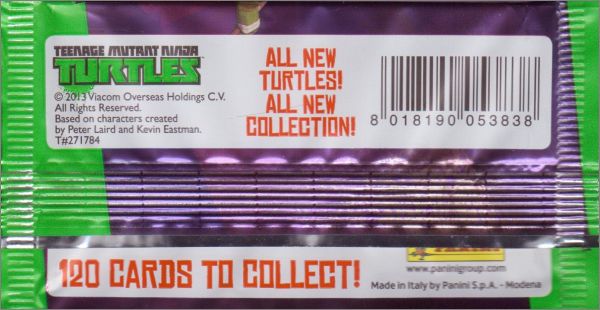 TEENAGE MUTANT NINJA
TURTLES
© 2013 Viacom Overseas Holdings C.V.
All Rights Reserved.
Based on characters created
by Peter Laird and Kevin Eastman.
T#271784
ALL NEW
TURTLES!
ALL NEW
COLLECTION!
8 018190 053838
120 CARDS TO COLLECT!
www.paninigroup.com
Made in Italy by Panini S.p.A. - Modena